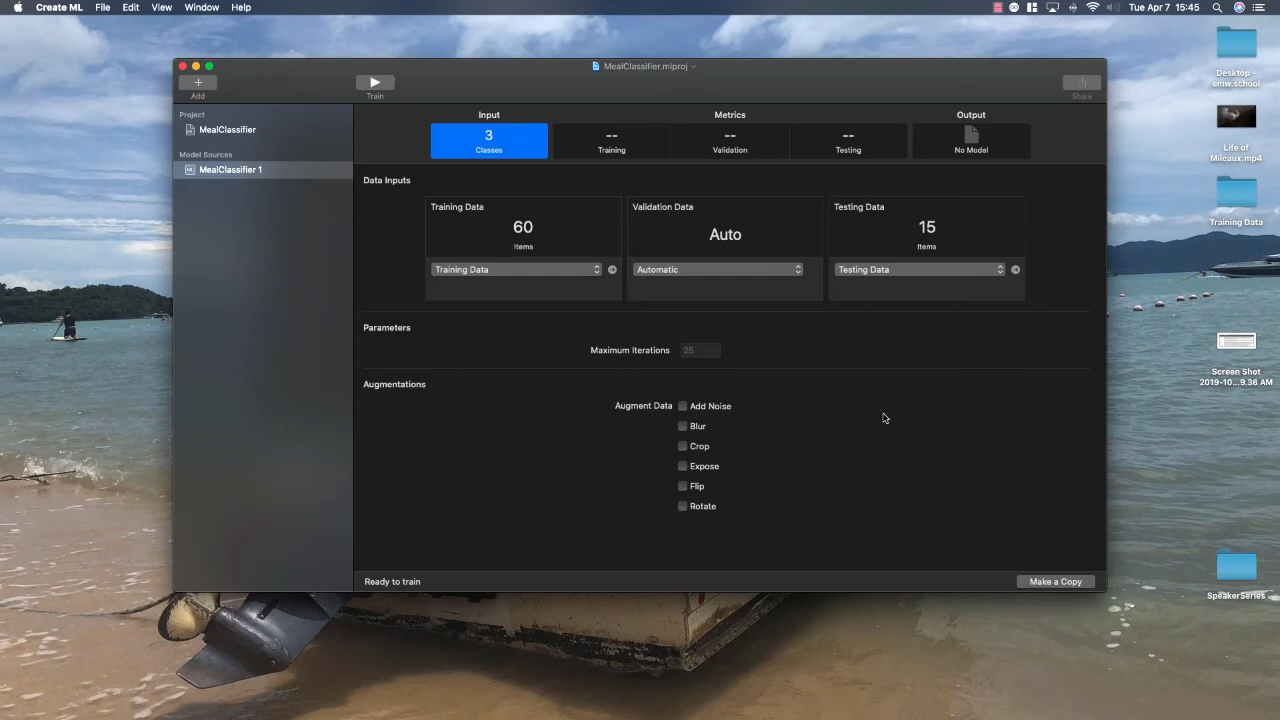 Create ML File Edit View Window Help
Tue Apr 7 15:45
MealClassifier.mlproj
Add
Train
Share
Project
MealClassifier
Model Sources
MealClassifier 1
Input
Metrics
Output
3
Classes
--
Training
--
Validation
--
Testing
No Model
Data Inputs
Training Data
60
Items
Training Data
Validation Data
Auto
Automatic
Testing Data
15
Items
Testing Data
Parameters
Maximum Iterations 25
Augmentations
Augment Data Add Noise
Blur
Crop
Expose
Flip
Rotate
Ready to train
Make a Copy
Desktop -
emw.school
Life of
Mileaux.mp4
Training Data
Screen Shot
2019-10...9.36 AM
SpeakerSeries